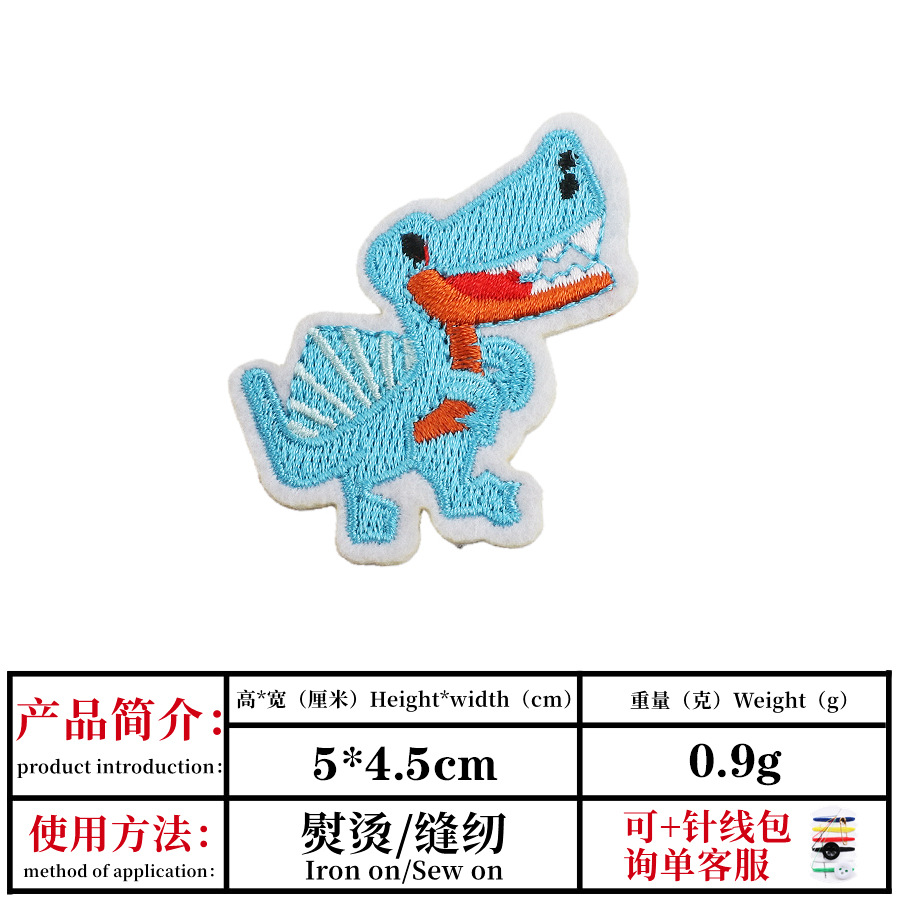 产品简介：
product introduction：
高*宽（厘米）Height*width（cm）
重量（克）Weight（g）
5*4.5cm
0.9g
使用方法：
method of application：
熨烫/缝纫
Iron on/Sew on
可+针线包
询单客服